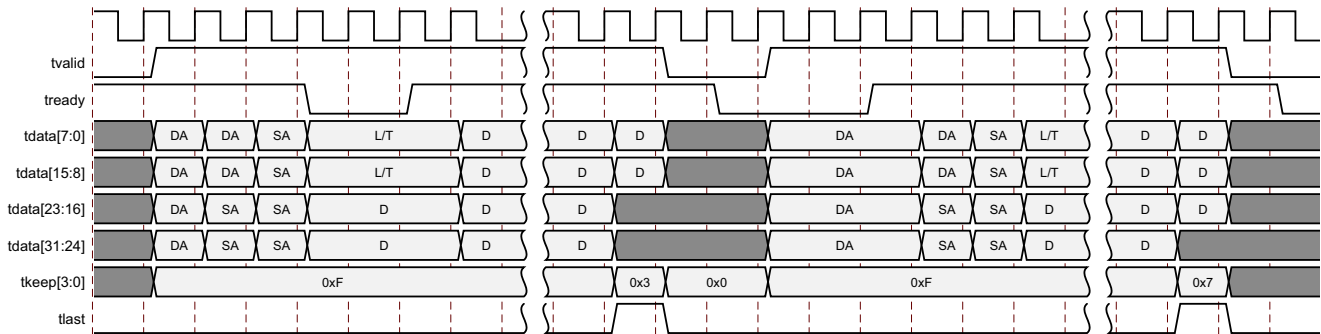 tvalid
tready
tdata[7:0] DA DA SA L/T D D D DA DA SA L/T D D
tdata[15:8] DA DA SA L/T D D D DA DA SA L/T D D
tdata[23:16] DA SA SA D D D DA SA SA D D D
tdata[31:24] DA SA SA D D D DA SA SA D D
tkeep[3:0] 0xF 0x3 0x0 0xF 0x7
tlast